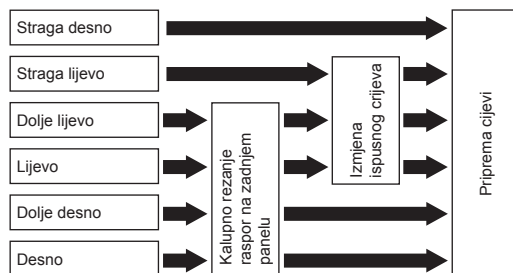 Straga desno
Straga lijevo
Dolje lijevo
Lijevo
Dolje desno
Desno
Kalupno rezanje
raspor na zadnjem
panelu
Izmjena
ispusnog crijeva
Priprema cijevi